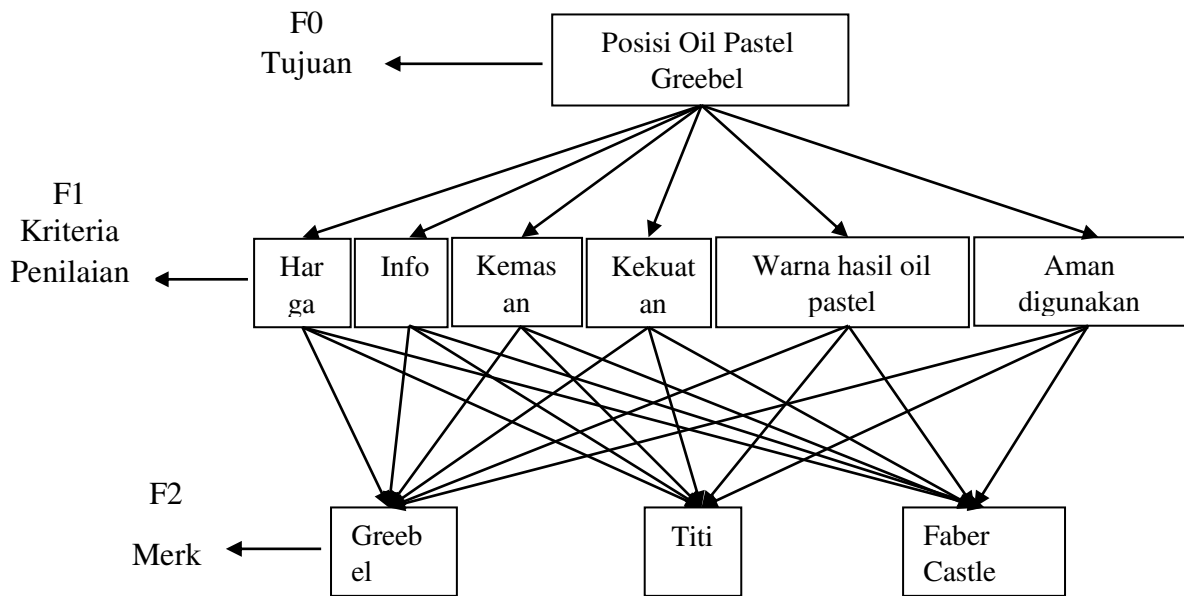 F0
Tujuan
Posisi Oil Pastel
Greebel
F1
Kriteria
Penilaian
Har
ga
Info
Kemas
an
Kekuat
an
Warna hasil oil
pastel
Aman
digunakan
F2
Merk
Greeb
el
Titi
Faber
Castle